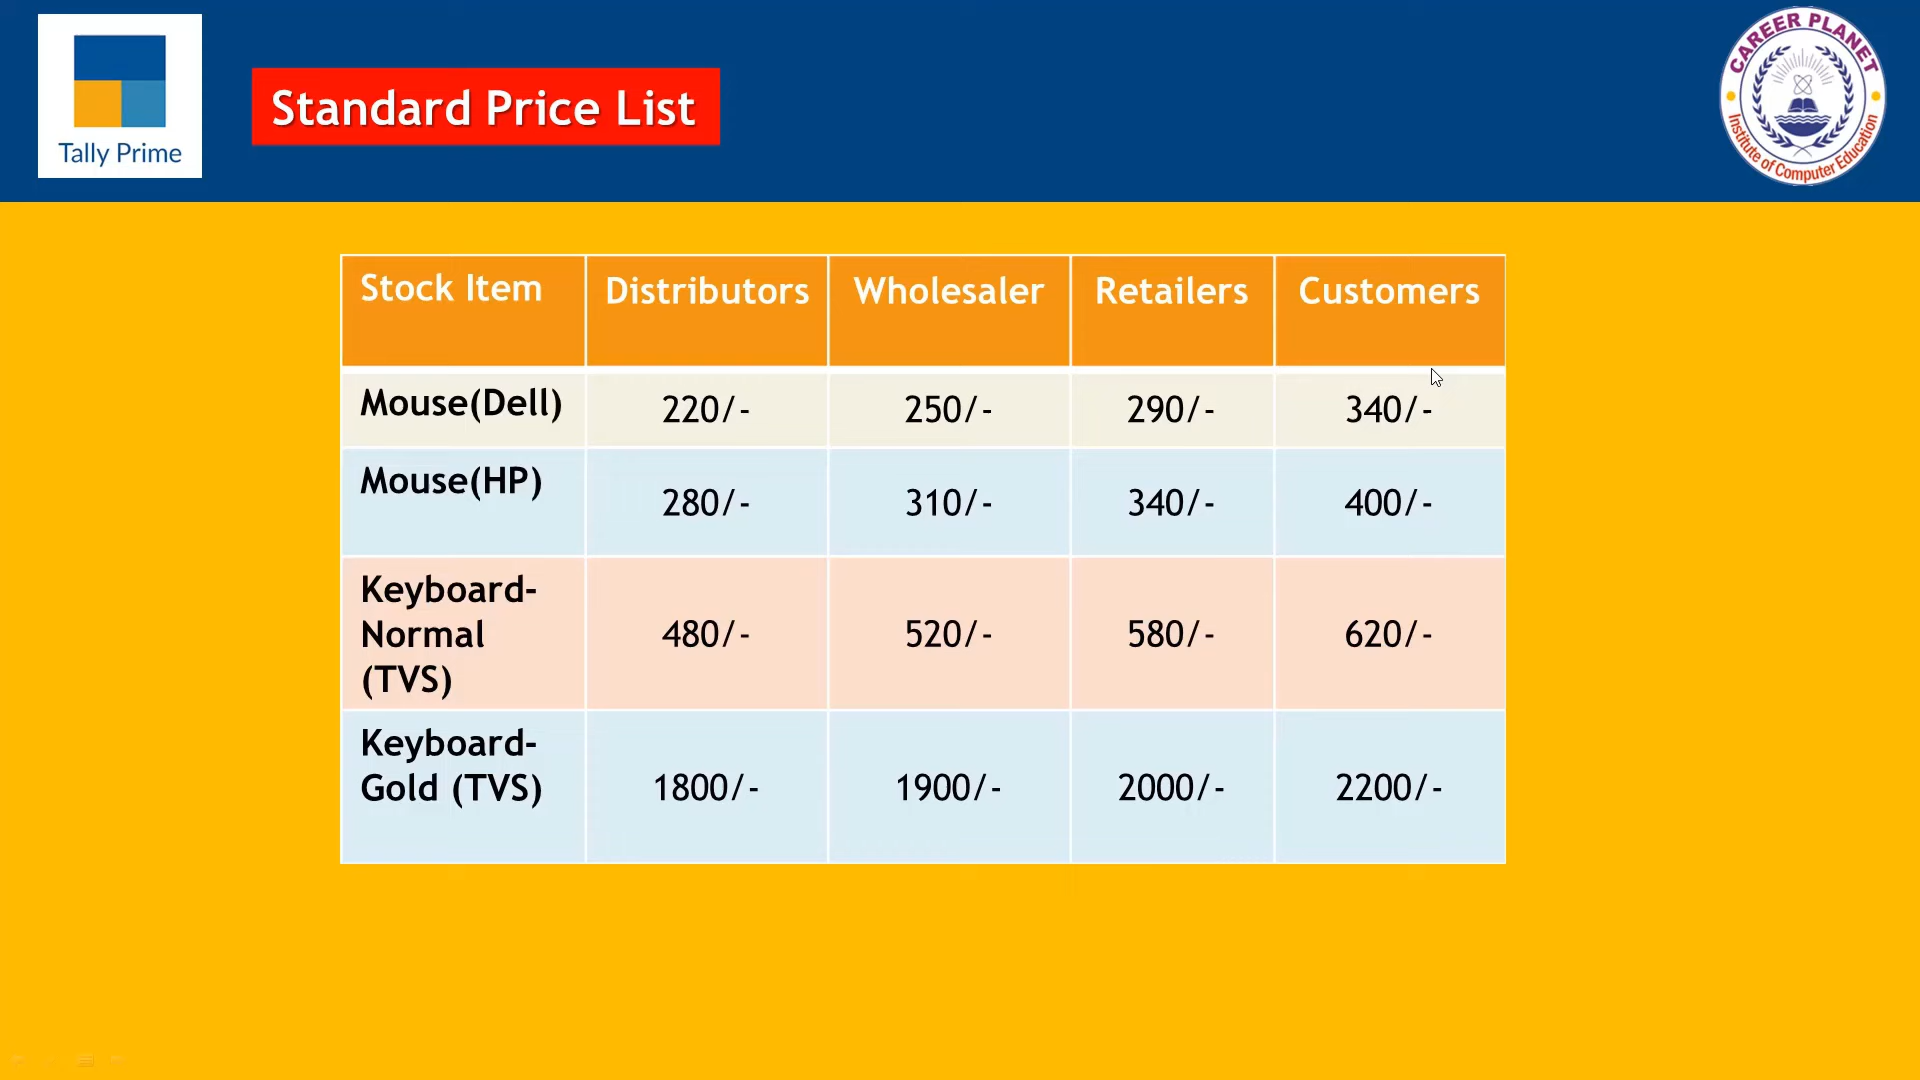 Tally Prime
Standard Price List
CAREER PLANET
Institute of Computer Education
Stock Item Distributors Wholesaler Retailers Customers
Mouse(Dell) 220/- 250/- 290/- 340/-
Mouse(HP) 280/- 310/- 340/- 400/-
Keyboard-
Normal 480/- 520/- 580/- 620/-
(TVS)
Keyboard-
Gold (TVS) 1800/- 1900/- 2000/- 2200/-